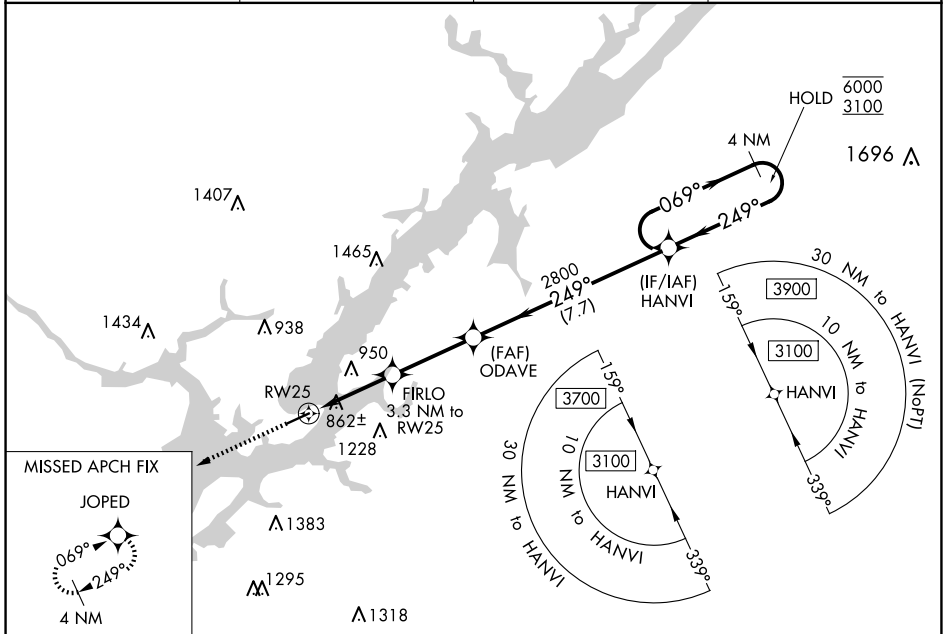 HOLD
6000
3100
4 NM
1696
069°
249°
1407
1465
(IF/IAF)
HANVI
2800
249°
(7.7)
30 NM to HANVI (NoPT)
159°
3900
10 NM to HANVI
3100
HANVI
339°
1434
938
950
(FAF)
ODAVE
RW25
862±
FIRLO
3.3 NM to
RW25
1228
159°
3700
30 NM to HANVI
10 NM to HANVI
3100
HANVI
339°
MISSED APCH FIX
JOPED
069°
249°
4 NM
1383
1295
1318